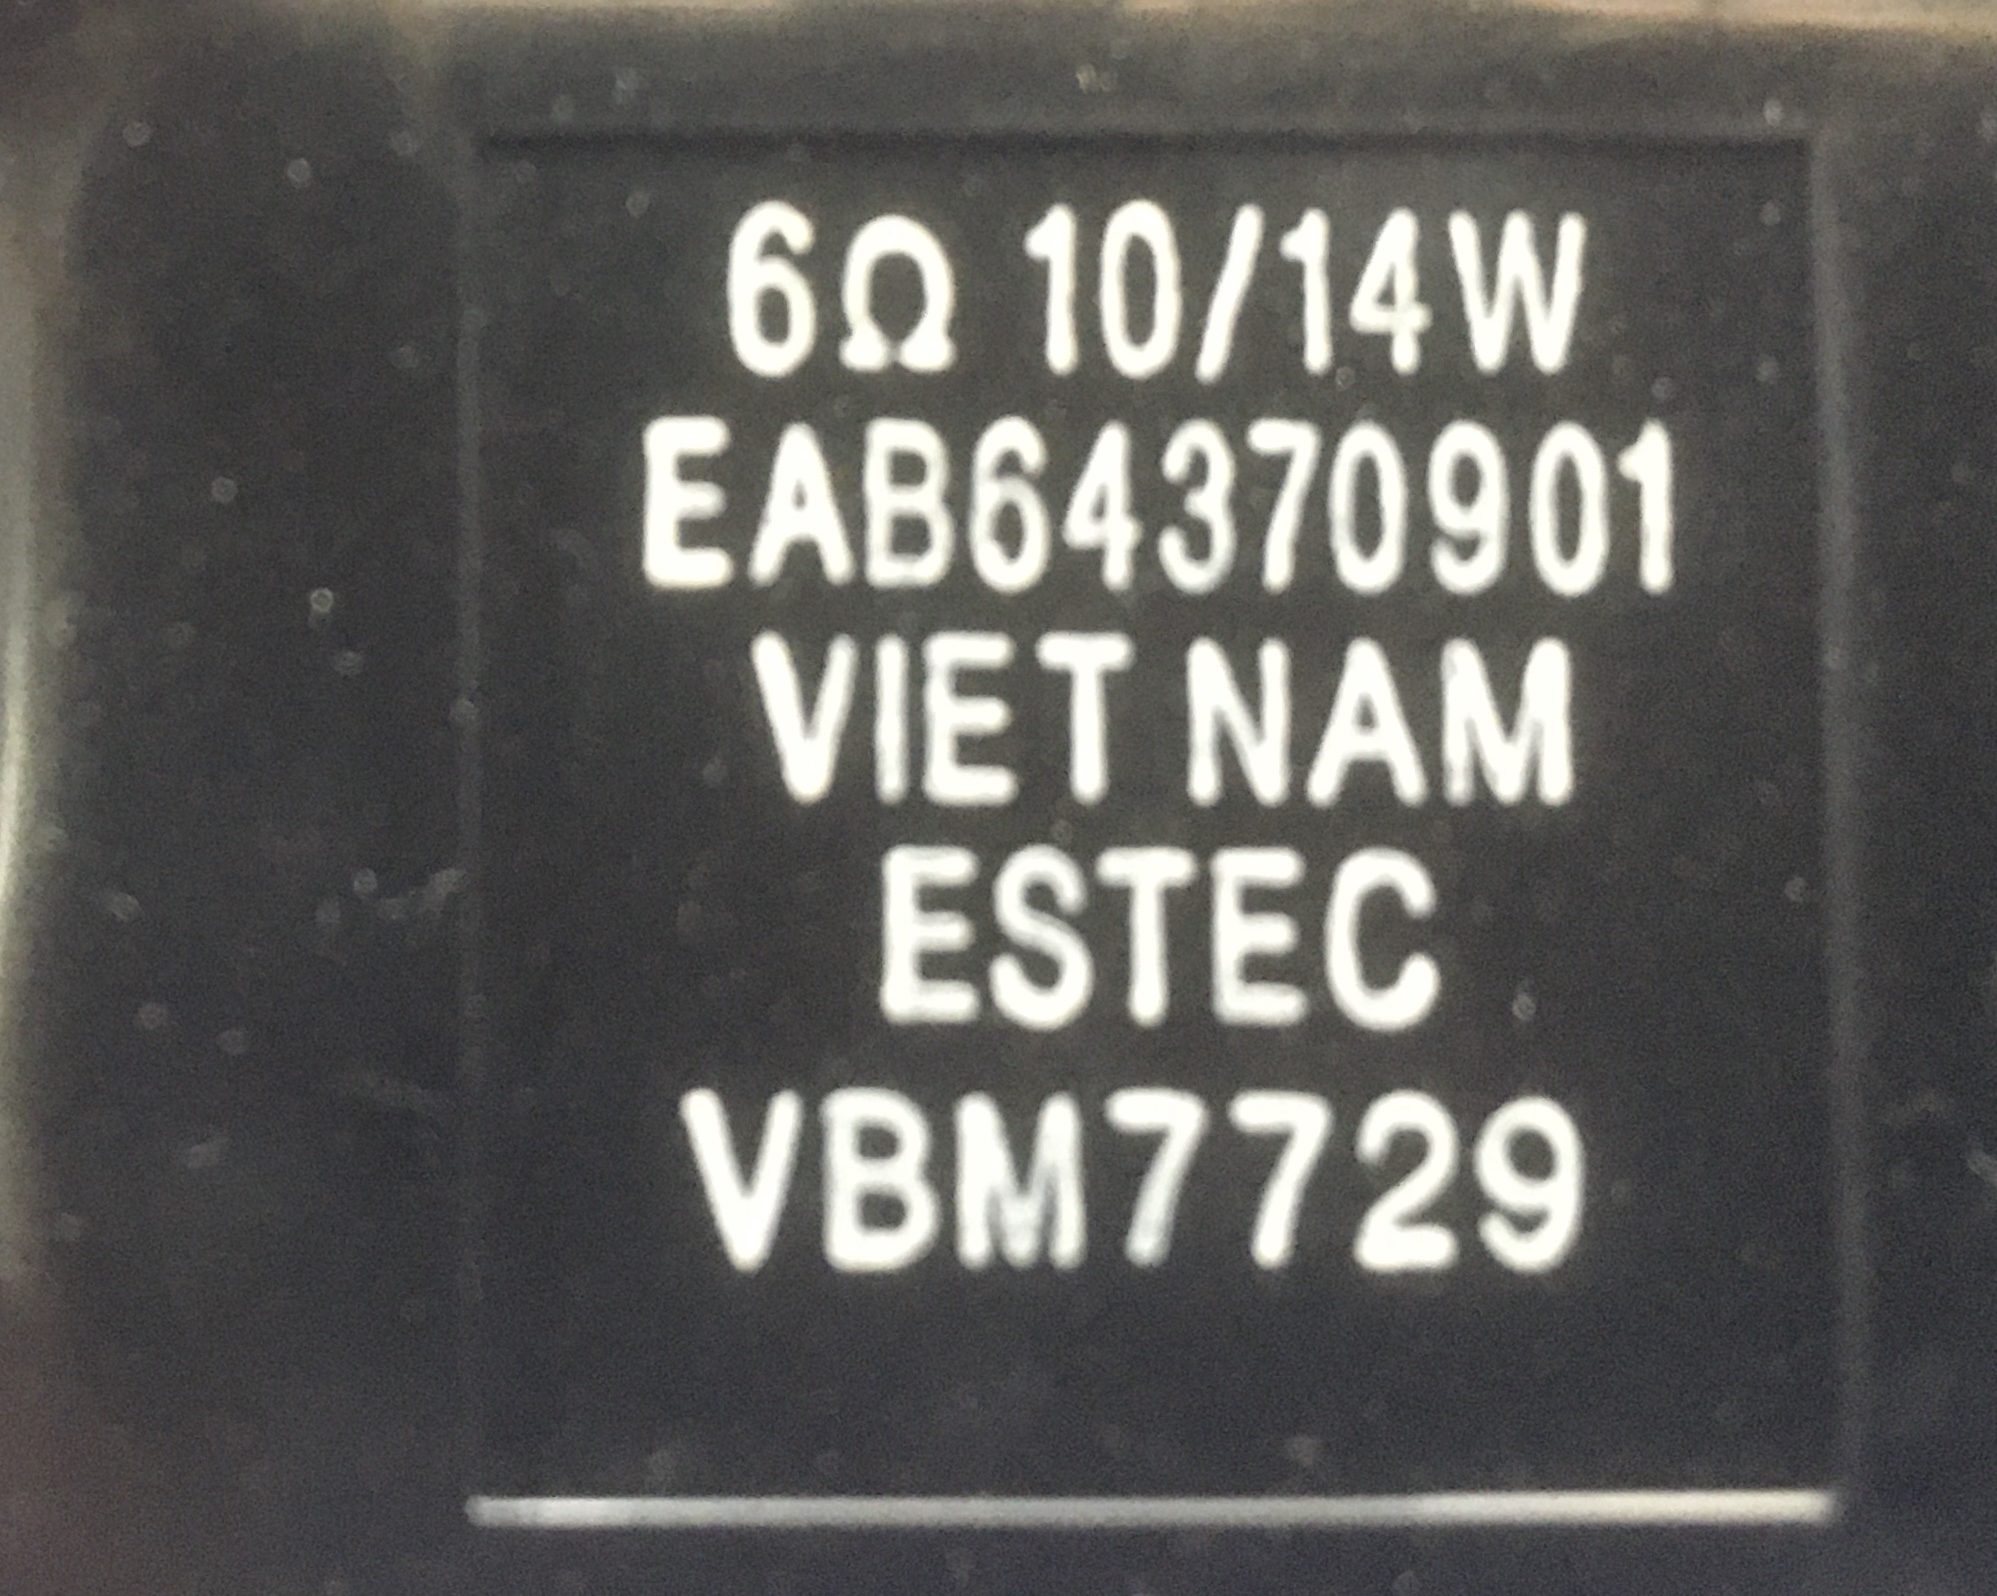 6Ω 10/14W
EAB64370901
VIET NAM
ESTEC
VBM7729